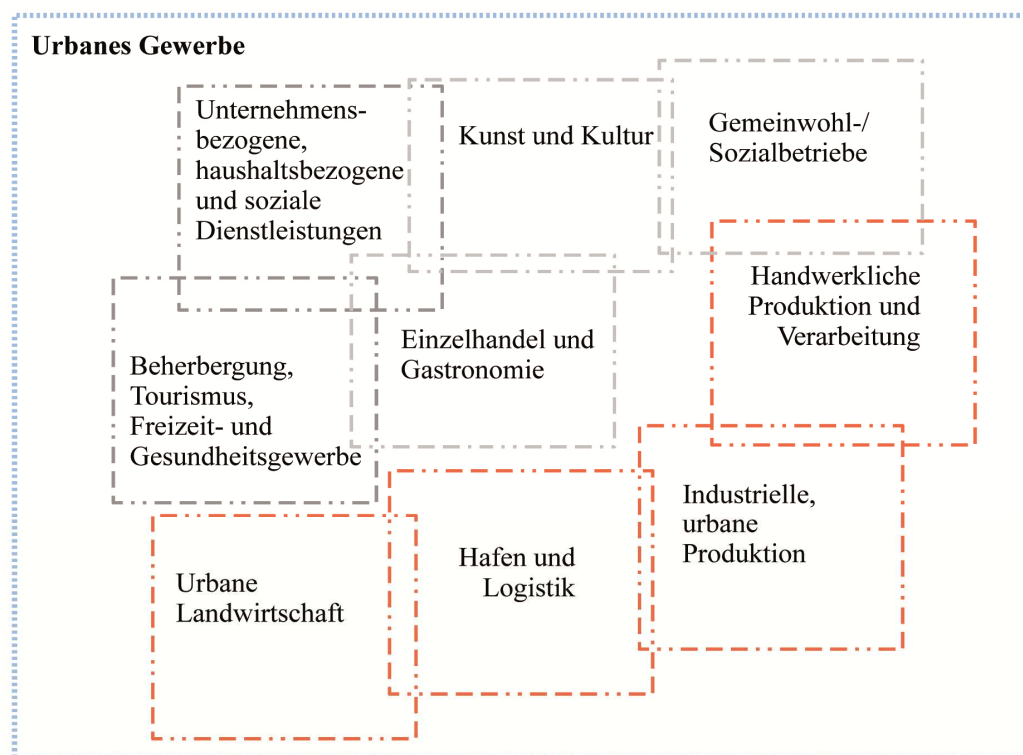 Urbanes Gewerbe
Unternehmens-
bezogene,
haushaltsbezogene
und soziale
Dienstleistungen
Kunst und Kultur
Gemeinwohl-/
Sozialbetriebe
Handwerkliche
Produktion und
Verarbeitung
Einzelhandel und
Gastronomie
Beherbergung,
Tourismus,
Freizeit- und
Gesundheitsgewerbe
Industrielle,
urbane
Produktion
Hafen und
Logistik
Urbane
Landwirtschaft